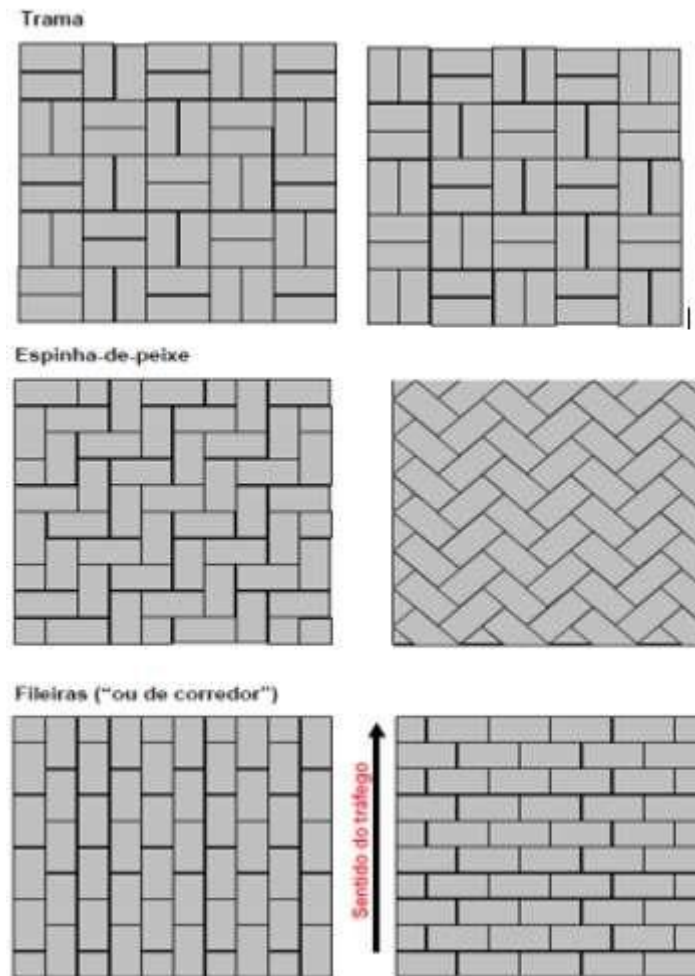 Trama
Espinha-de-peixe
Fileiras (“ou de corredor”)
Sentido do tráfego